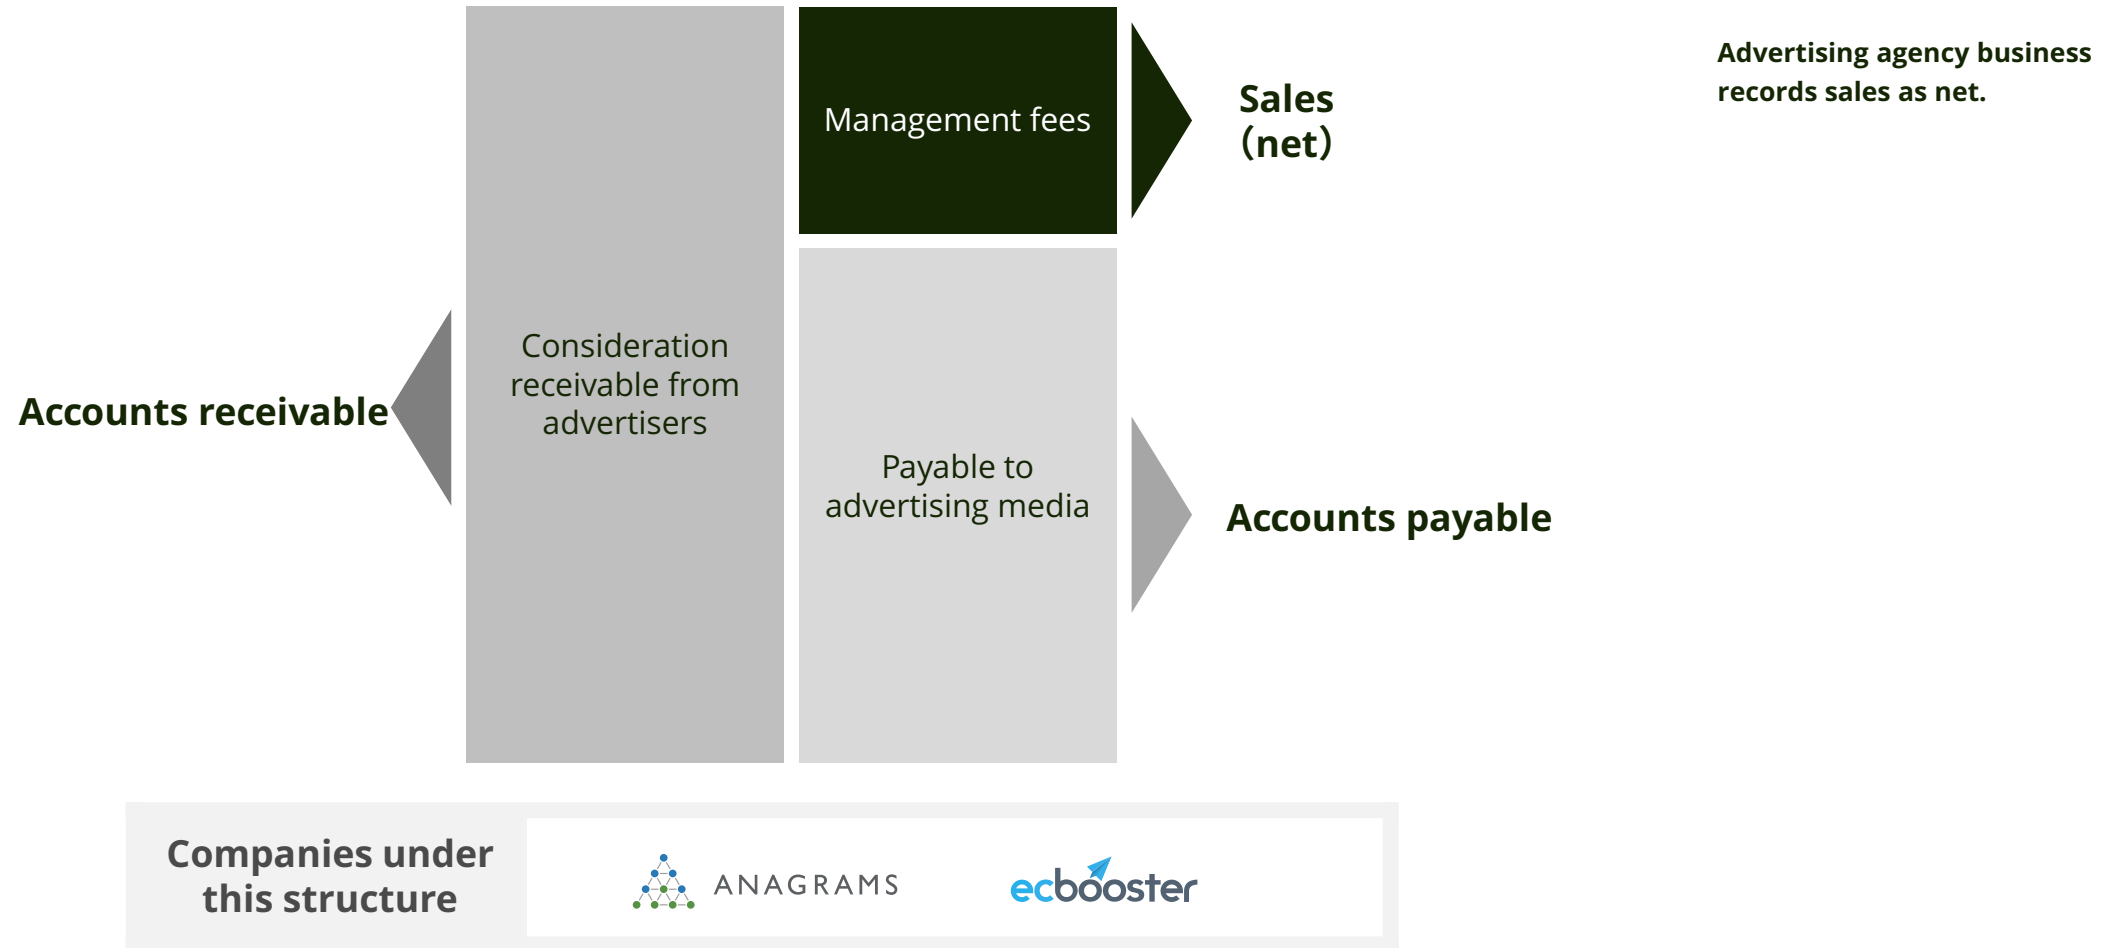 Management fees
Sales
(net)
Advertising agency business
records sales as net.
Accounts receivable
Consideration
receivable from
advertisers
Payable to
advertising media
Accounts payable
Companies under
this structure
ANAGRAMS
ecbooster